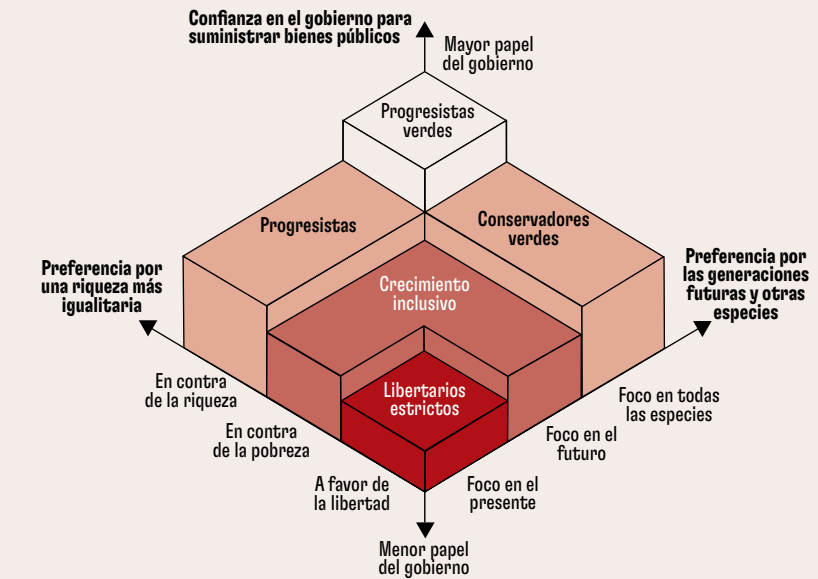 Confianza en el gobierno para
suministrar bienes públicos
Mayor papel
del gobierno
Progresistas
verdes
Progresistas
Conservadores
verdes
Preferencia por
una riqueza más
igualitaria
Preferencia por
las generaciones
futuras y otras
especies
Crecimiento
inclusivo
Libertarios
estrictos
En contra
de la riqueza
En contra
de la pobreza
A favor de
la libertad
Foco en el
presente
Foco en el
futuro
Foco en todas
las especies
Menor papel
del gobierno